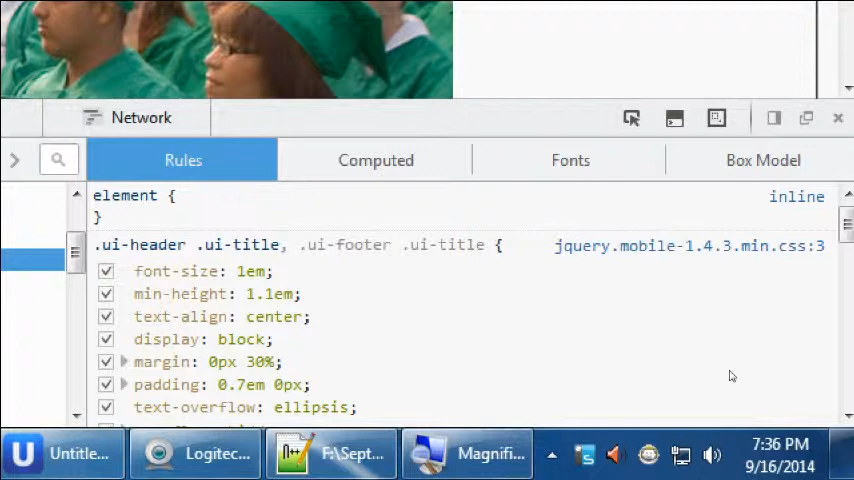 Network
Rules Computed Fonts Box Model
element { inline
}
.ui-header .ui-title, .ui-footer .ui-title { jquery.mobile-1.4.3.min.css:3
font-size: 1em;
min-height: 1.1em;
text-align: center;
display: block;
margin: 0px 30%;
padding: 0.7em 0px;
text-overflow: ellipsis;
U Untitle... Logitec... F:\Sept... Magnifi... 7:36 PM
9/16/2014